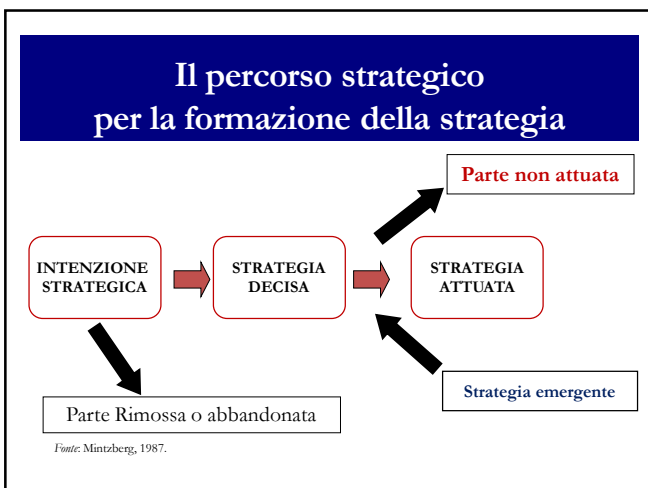 Il percorso strategico
per la formazione della strategia
Parte non attuata
INTENZIONE
STRATEGICA
STRATEGIA
DECISA
STRATEGIA
ATTUATA
Strategia emergente
Parte Rimossa o abbandonata
Fonte: Mintzberg, 1987.